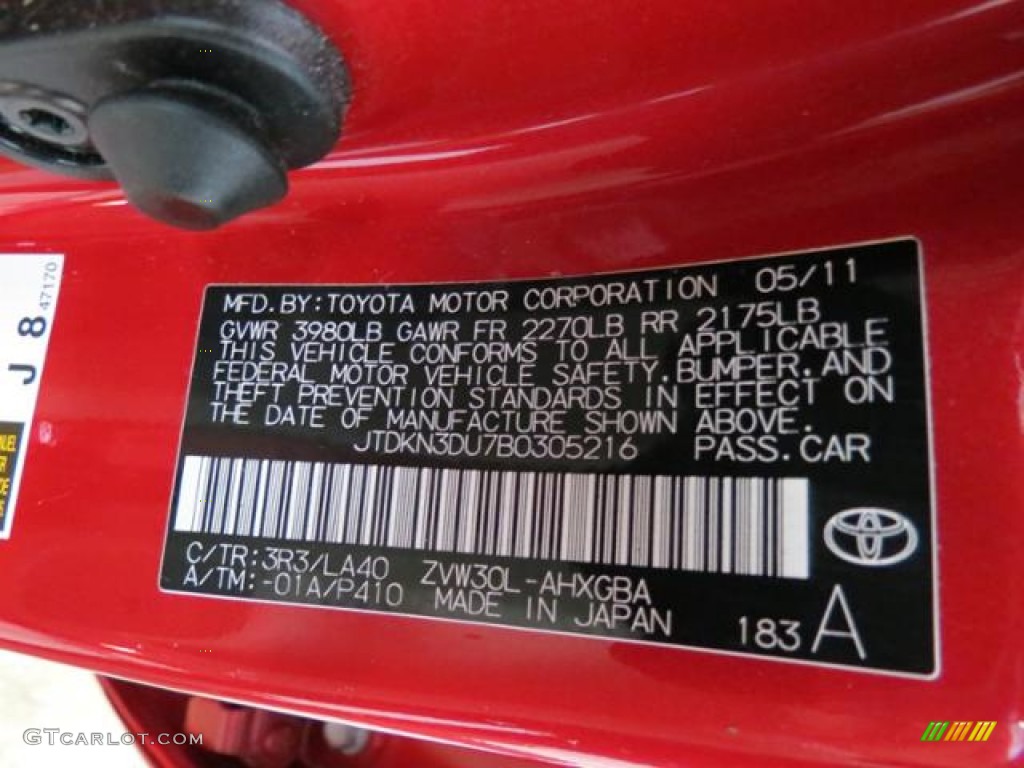 MFD.BY:TOYOTA MOTOR CORPORATION 05/11
GVWR 3980LB GAWR FR 2270LB RR 2175LB
THIS VEHICLE CONFORMS TO ALL APPLICABLE
FEDERAL MOTOR VEHICLE SAFETY,BUMPER,AND
THEFT PREVENTION STANDARDS IN EFFECT ON
THE DATE OF MANUFACTURE SHOWN ABOVE.
JTDKN3DU7B0305216 PASS.CAR
C/TR:3R3/LA40 ZVW30L-AHXGBA
A/TM:-01A/P410 MADE IN JAPAN
183 A
J 8
47170
GTCARLOT.COM